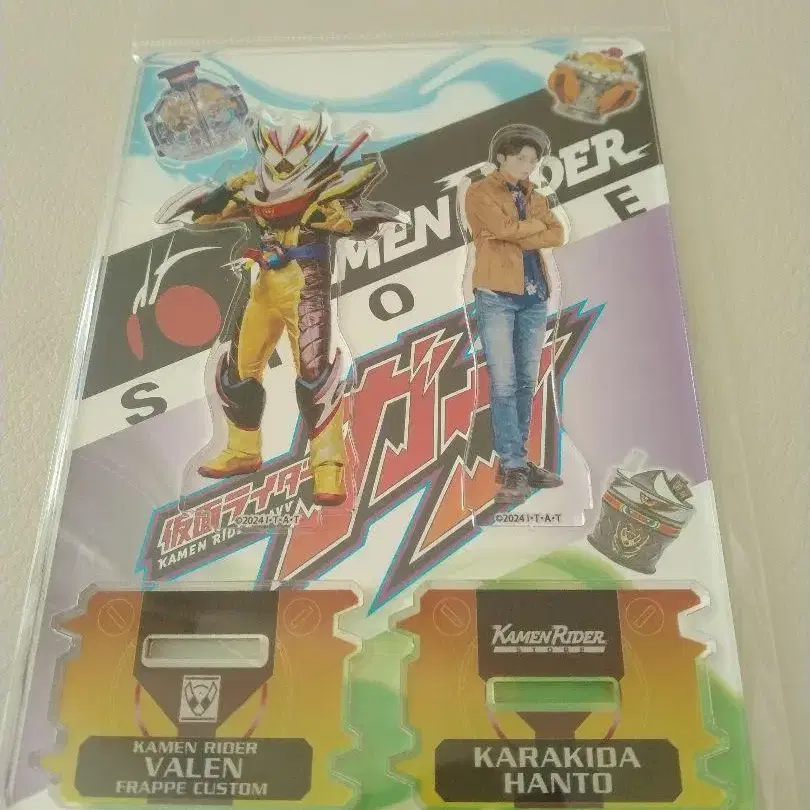 KAMEN RIDER
S T O R E
仮面ライダー
ガヴ
KAMEN RIDER GAVV
©2024 I・T・A・T
©2024 I・T・A・T
KAMEN RIDER
VALEN
FRAPPE CUSTOM
KAMEN RIDER
STORE
KARAKIDA
HANTO